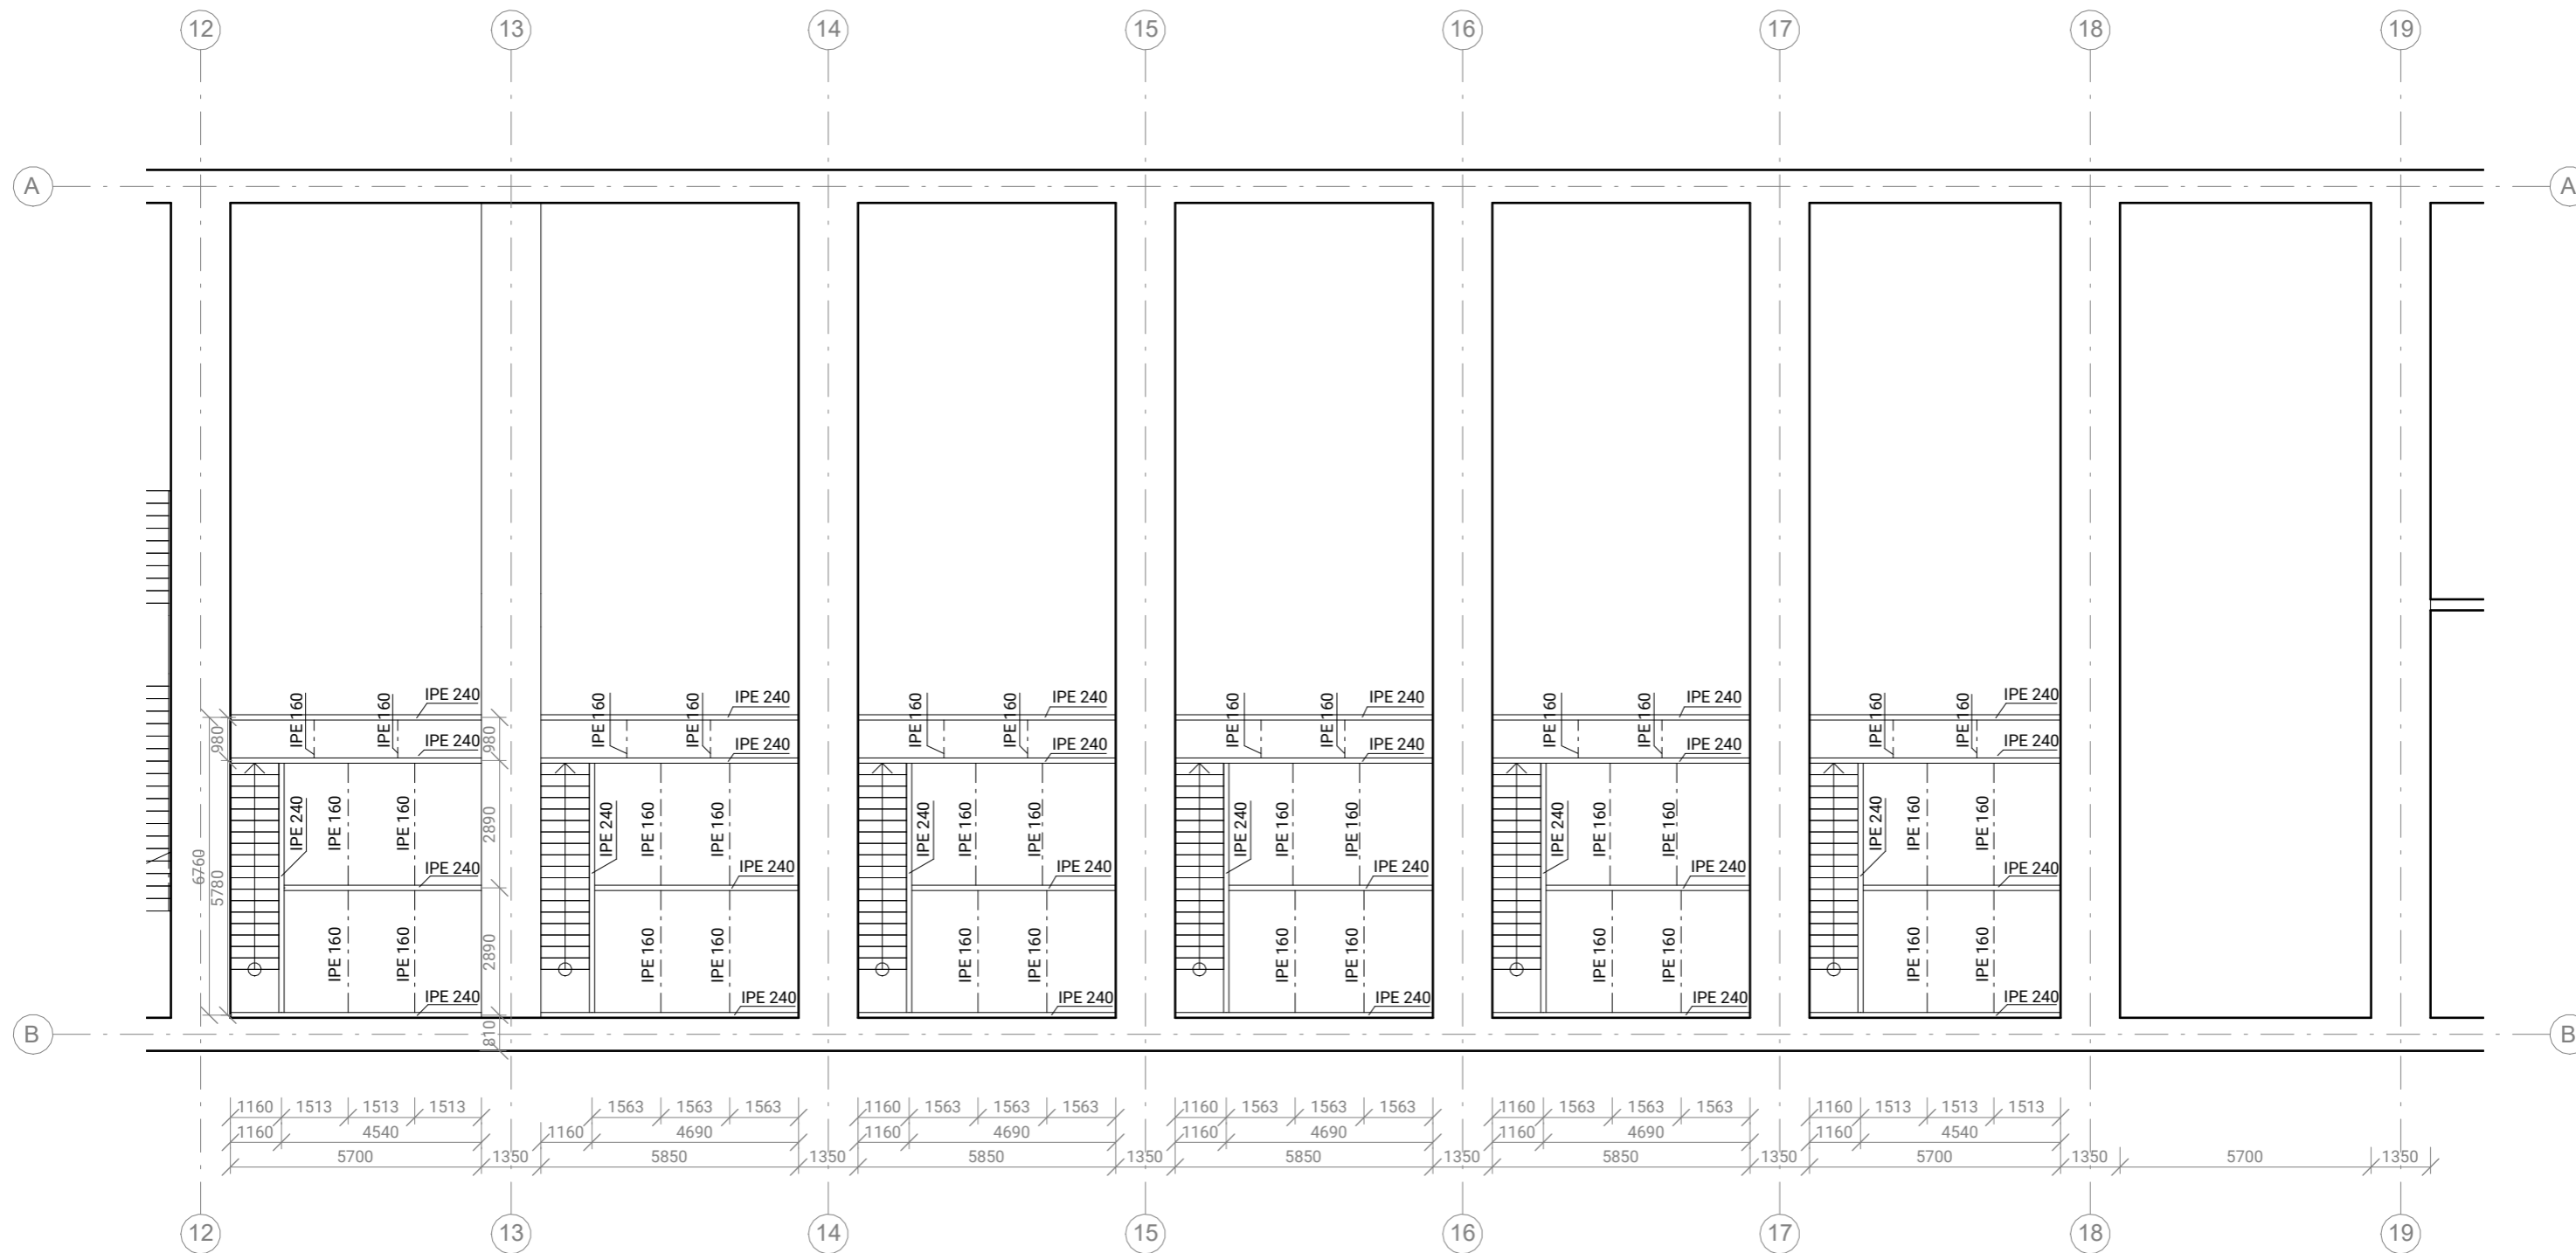 12 13 14 15 16 17 18 19
A A
IPE 160 IPE 160 IPE 240 IPE 160 IPE 160 IPE 240 IPE 160 IPE 160 IPE 240 IPE 160 IPE 160 IPE 240 IPE 160 IPE 160 IPE 240 IPE 160 IPE 160 IPE 240
980 IPE 240 980 IPE 240 IPE 240 IPE 240 IPE 240 IPE 240
IPE 240 IPE 160 IPE 160 2890 IPE 240 IPE 160 IPE 160 IPE 240 IPE 160 IPE 160 IPE 240 IPE 160 IPE 160 IPE 240 IPE 160 IPE 160 IPE 240 IPE 160 IPE 160
6760 5780 IPE 240 IPE 240 IPE 240 IPE 240 IPE 240 IPE 240
IPE 160 IPE 160 2890 IPE 160 IPE 160 IPE 160 IPE 160 IPE 160 IPE 160 IPE 160 IPE 160 IPE 160 IPE 160
IPE 240 IPE 240 IPE 240 IPE 240 IPE 240 IPE 240
B 810 B
1160 1513 1513 1513 1563 1563 1563 1160 1563 1563 1563 1160 1563 1563 1563 1160 1563 1563 1563 1160 1513 1513 1513
1160 4540 1160 4690 1160 4690 1160 4690 1160 4690 1160 4540
5700 1350 5850 1350 5850 1350 5850 1350 5850 1350 5700 1350 5700 1350
12 13 14 15 16 17 18 19